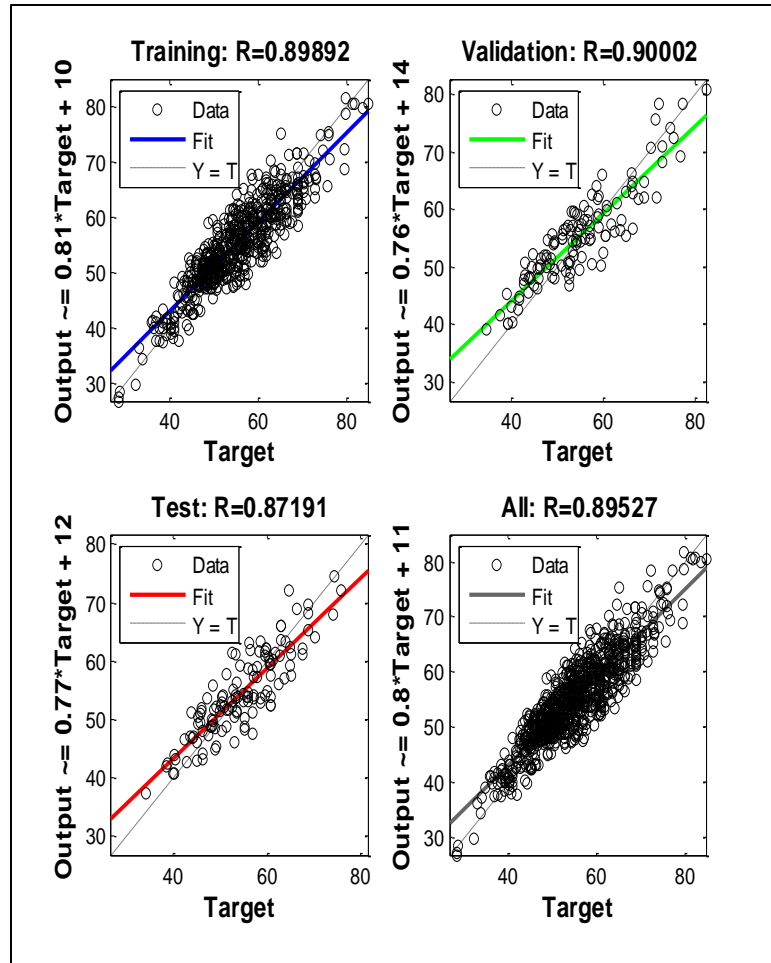 Training: R=0.89892
Output ~= 0.81*Target + 10
80
70
60
50
40
30
Data
Fit
Y = T
40
60
80
Target
Validation: R=0.90002
Output ~= 0.76*Target + 14
80
70
60
50
40
30
Data
Fit
Y = T
40
60
80
Target
Test: R=0.87191
Output ~= 0.77*Target + 12
80
70
60
50
40
30
Data
Fit
Y = T
40
60
80
Target
All: R=0.89527
Output ~= 0.8*Target + 11
80
70
60
50
40
30
Data
Fit
Y = T
40
60
80
Target